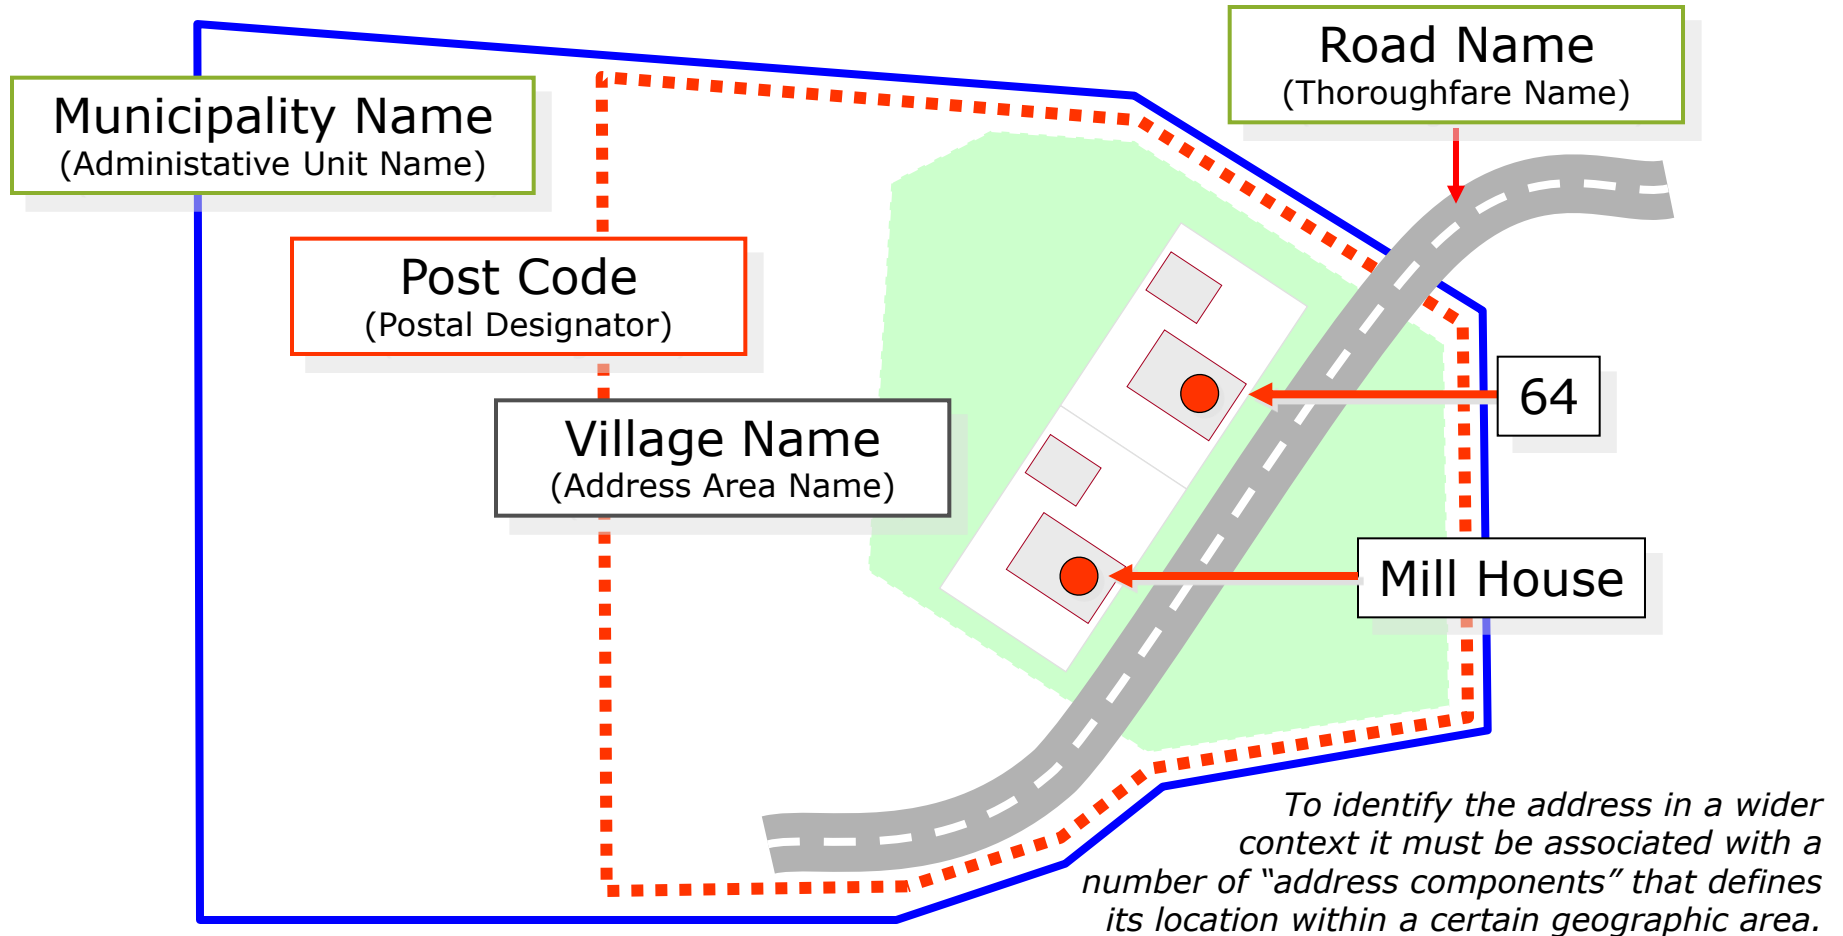 Road Name
(Thoroughfare Name)
Municipality Name
(Administative Unit Name)
Post Code
(Postal Designator)
64
Village Name
(Address Area Name)
Mill House
To identify the address in a wider
context it must be associated with a
number of “address components” that defines
its location within a certain geographic area.